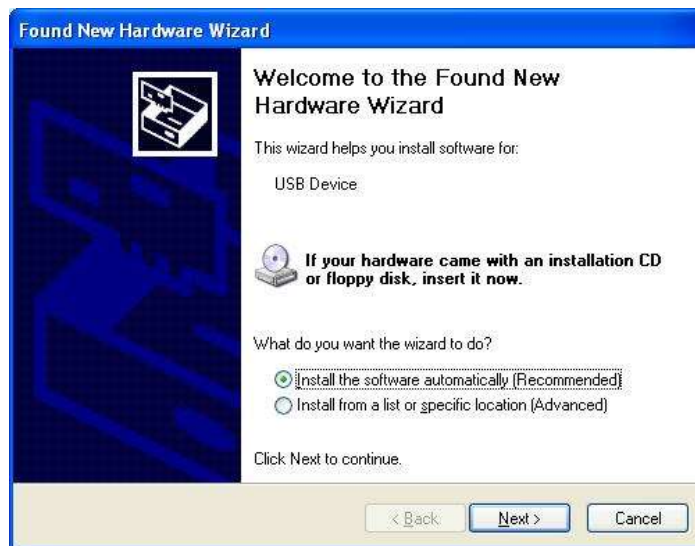 Found New Hardware Wizard
Welcome to the Found New
Hardware Wizard
This wizard helps you install software for:
USB Device
If your hardware came with an installation CD
or floppy disk, insert it now.
What do you want the wizard to do?
Install the software automatically (Recommended)
Install from a list or specific location (Advanced)
Click Next to continue.
< Back Next > Cancel